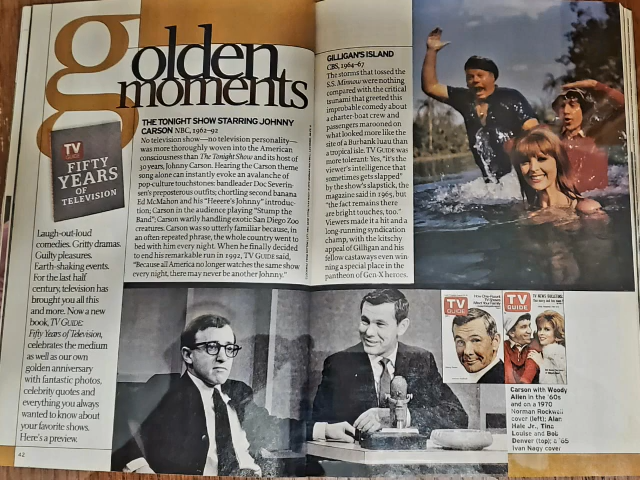 golden
moments
TV
GUIDE
FIFTY
YEARS
OF
TELEVISION
Laugh-out-loud
comedies. Gritty dramas.
Guilty pleasures.
Earth-shaking events.
For the last half
century, television has
brought you all this
and more. Now a new
book, TV GUIDE:
Fifty Years of Television,
celebrates the medium
as well as our own
golden anniversary
with fantastic photos,
celebrity quotes and
everything you always
wanted to know about
your favorite shows.
Here's a preview.
42
THE TONIGHT SHOW STARRING JOHNNY
CARSON NBC, 1962-92
No television show—no television personality—
was more thoroughly woven into the American
consciousness than The Tonight Show and its host of
30 years, Johnny Carson. Hearing the Carson theme
song alone can instantly evoke an avalanche of
pop-culture touchstones: bandleader Doc Severin-
sen's preposterous outfits; chortling second banana
Ed McMahon and his "Heeere's Johnny" introduc-
tion; Carson in the audience playing "Stump the
Band"; Carson warily handling exotic San Diego Zoo
creatures. Carson was so utterly familiar because, in
an often-repeated phrase, the whole country went to
bed with him every night. When he finally decided
to end his remarkable run in 1992, TV GUIDE said,
"Because all America no longer watches the same show
every night, there may never be another Johnny."
GILLIGAN'S ISLAND
CBS, 1964-67
The storms that tossed the
S.S. Minnow were nothing
compared with the critical
tsunami that greeted this
improbable comedy about
a charter-boat crew and
passengers marooned on
what looked more like the
site of a Burbank luau than
a tropical isle. TV GUIDE was
more tolerant: Yes, "it's the
viewer's intelligence that
sometimes gets slapped"
by the show's slapstick, the
magazine said in 1965, but
"the fact remains there
are bright touches, too."
Viewers made it a hit and a
long-running syndication
champ, with the kitschy
appeal of Gilligan and his
fellow castaways even win-
ning a special place in the
pantheon of Gen-X heroes.
TV
GUIDE
TV
GUIDE
Carson with Woody
Allen in the '60s
and on a 1970
Norman Rockwell
cover (left); Alan
Hale Jr., Tina
Louise and Bob
Denver (top); a '65
Ivan Nagy cover